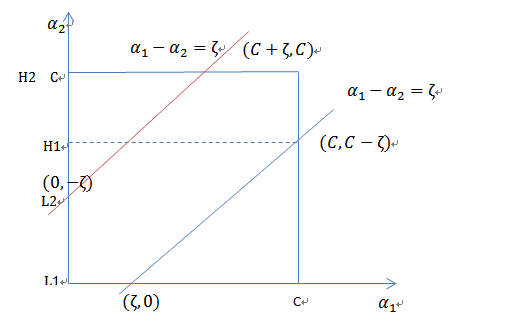 α₂
α₁ − α₂ = ζ
(C + ζ, C)
H2 C
α₁ − α₂ = ζ
H1
(C, C − ζ)
(0, −ζ)
L2
L1
(ζ, 0)
C
α₁